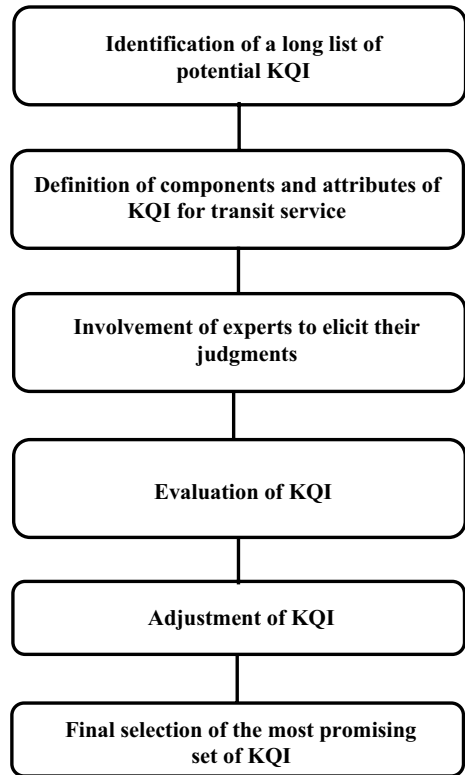 Identification of a long list of
potential KQI
Definition of components and attributes of
KQI for transit service
Involvement of experts to elicit their
judgments
Evaluation of KQI
Adjustment of KQI
Final selection of the most promising
set of KQI